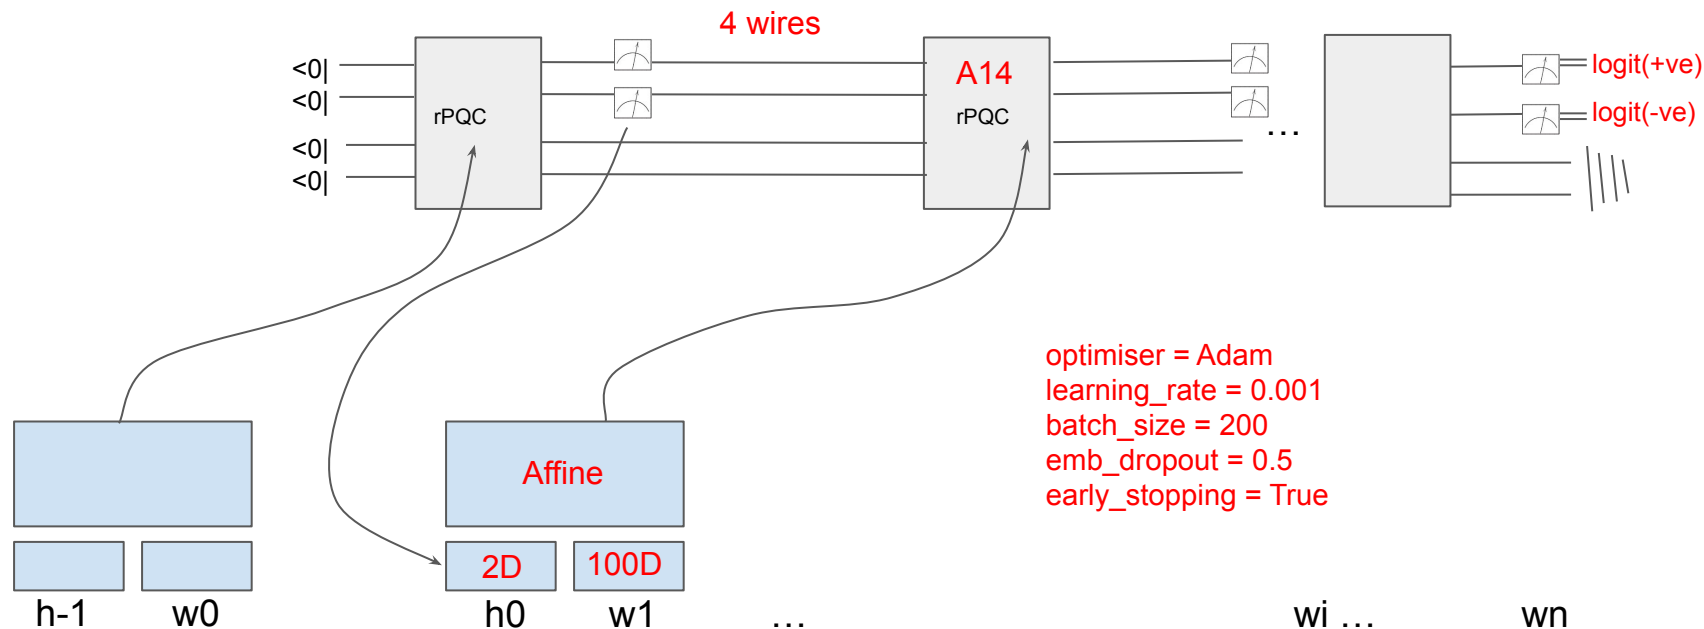 4 wires
<0|
<0|
<0|
<0|
rPQC
A14
rPQC
...
logit(+ve)
logit(-ve)
optimiser = Adam
learning_rate = 0.001
batch_size = 200
emb_dropout = 0.5
early_stopping = True
Affine
2D
100D
h-1
w0
h0
w1
...
wi ...
wn